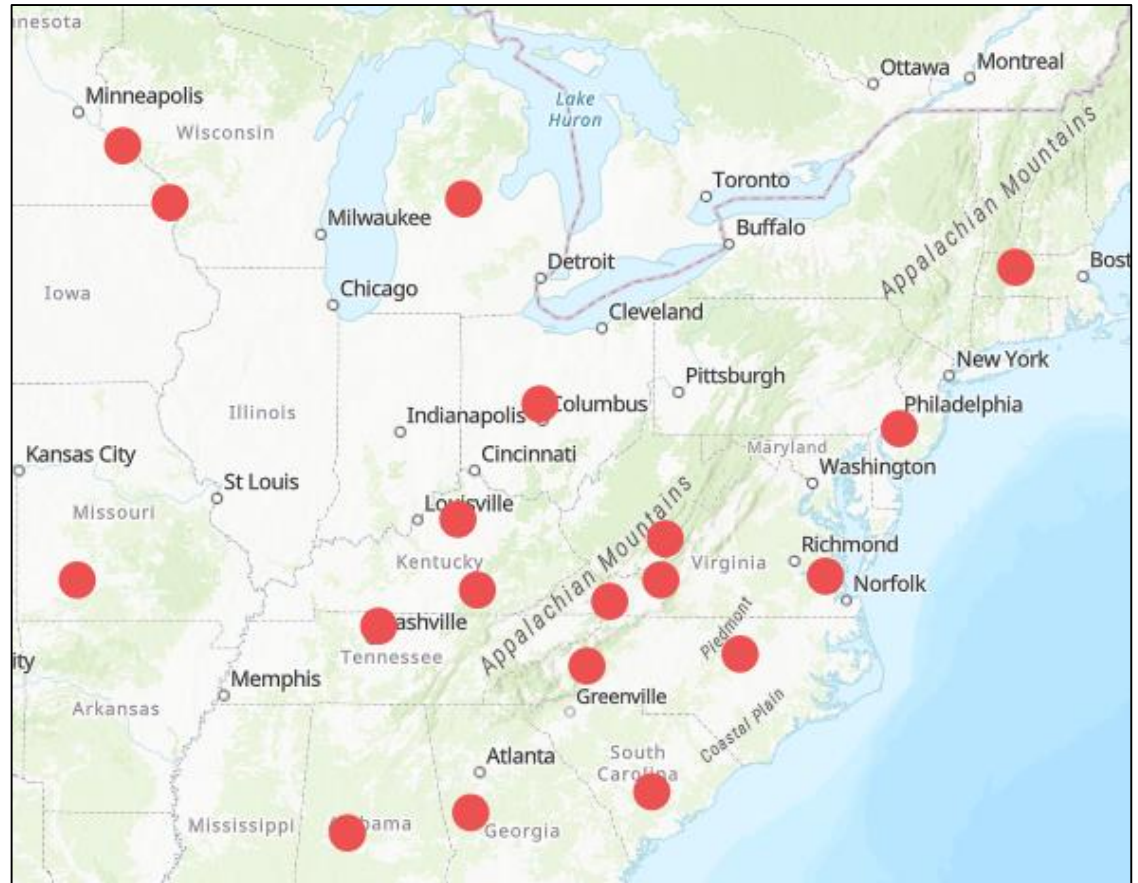 nnesota
Ottawa
Montreal
Minneapolis
Lake
Huron
Wisconsin
Appalachian Mountains
Toronto
Milwaukee
Buffalo
Detroit
Bost
Iowa
Chicago
Cleveland
New York
Pittsburgh
Illinois
Columbus
Philadelphia
Indianapolis
Maryland
Kansas City
Cincinnati
Washington
St Louis
Louisville
Missouri
Appalachian Mountains
Richmond
Kentucky
Virginia
Norfolk
ashville
Piedmont
Tennessee
ity
Memphis
Greenville
Arkansas
Coastal Plain
Atlanta
South
Carolina
Mississippi
Alabama
Georgia